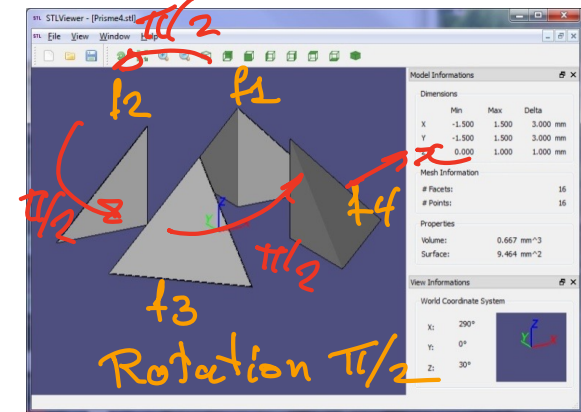 STLViewer - [Prisme4.stl]
File View Window Help
π/2
Model Informations
Dimensions
Min Max Delta
X -1.500 1.500 3.000 mm
Y -1.500 1.500 3.000 mm
0.000 1.000 1.000 mm
Mesh Information
# Facets: 16
# Points: 16
Properties
Volume: 0.667 mm^3
Surface: 9.464 mm^2
View Informations
World Coordinate System
X: 290°
Y: 0°
Z: 30°
Z
Y
X
f1
f2
f4
π/2
Z
Y
π/2
f3
Rotation π/2